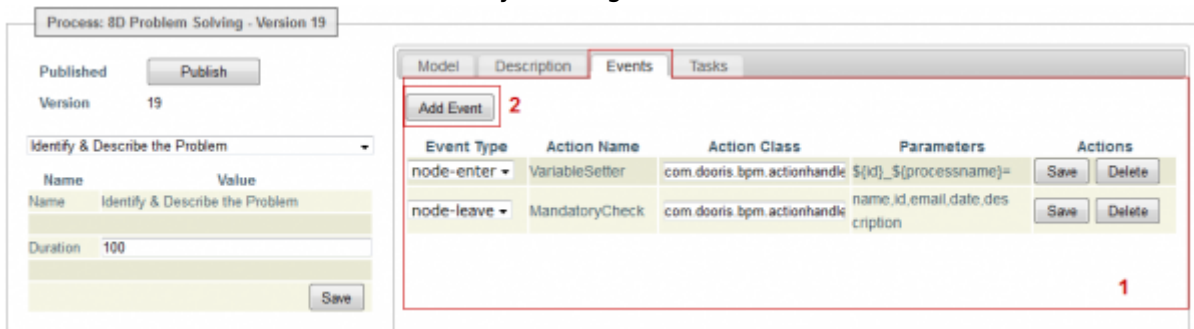 Process: 8D Problem Solving - Version 19
Published Publish
Version 19
Identify & Describe the Problem
Name Value
Name Identify & Describe the Problem
Duration 100
Save
Model Description Events Tasks
Add Event 2
Event Type Action Name Action Class Parameters Actions
node-enter VariableSetter com.dooris.bpm.actionhandle ${id}_${processname}= Save Delete
node-leave MandatoryCheck com.dooris.bpm.actionhandle name,id,email,date,des
cription Save Delete
1